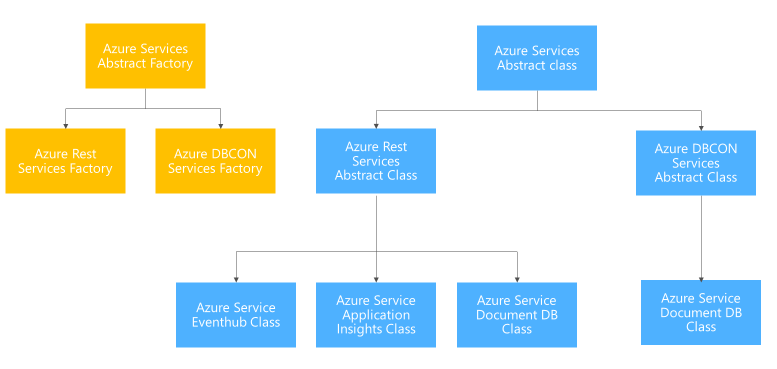 Azure Services
Abstract Factory
Azure Services
Abstract class
Azure Rest
Services Factory
Azure DBCON
Services Factory
Azure Rest
Services
Abstract Class
Azure DBCON
Services
Abstract Class
Azure Service
Eventhub Class
Azure Service
Application
Insights Class
Azure Service
Document DB
Class
Azure Service
Document DB
Class